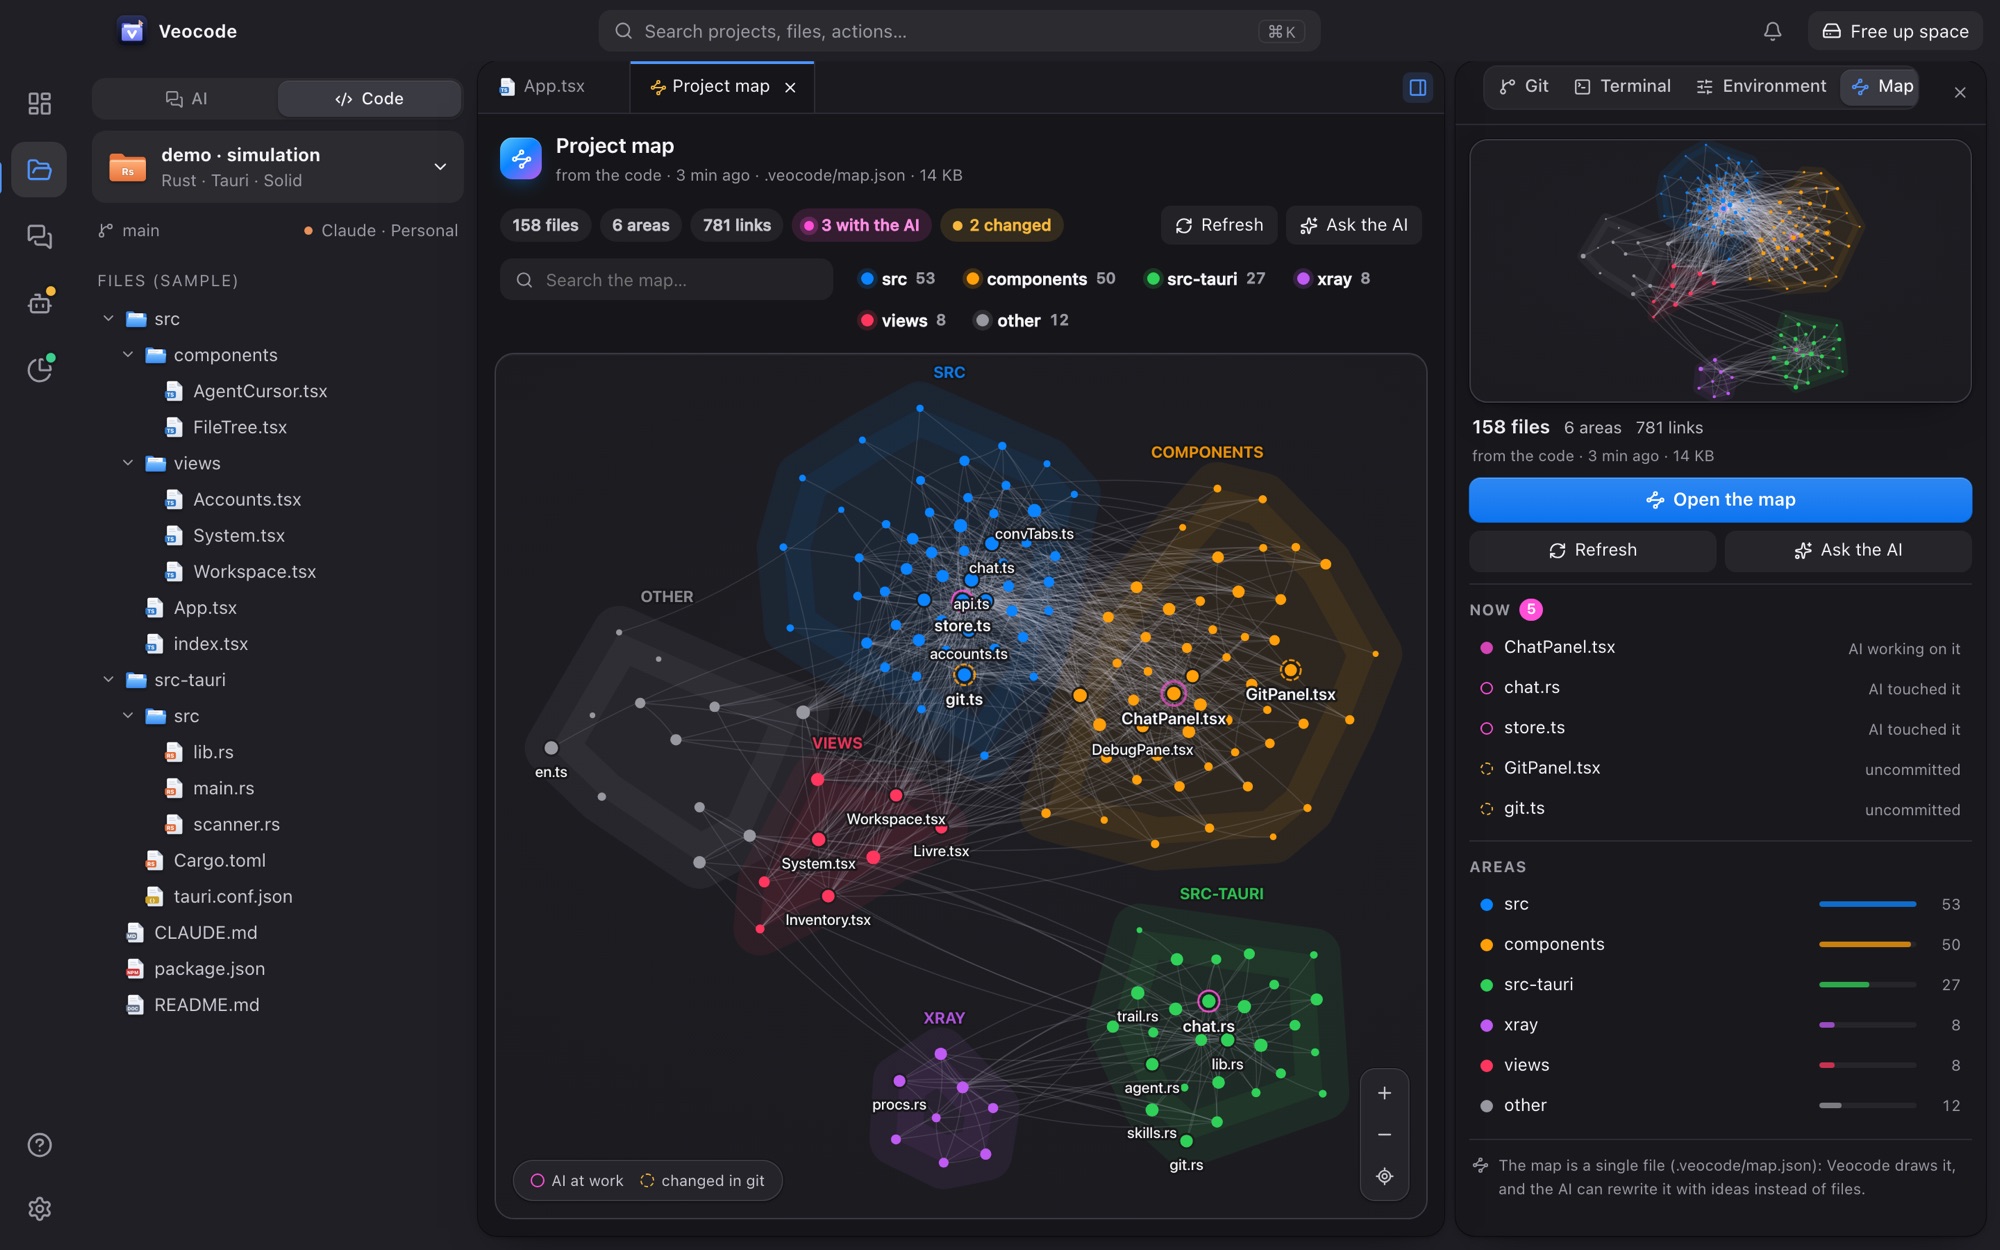 Veocode
Search projects, files, actions...
⌘ K
Free up space
AI
Code
demo · simulation
Rust · Tauri · Solid
Rs
main
Claude · Personal
FILES (SAMPLE)
src
components
AgentCursor.tsx
FileTree.tsx
views
Accounts.tsx
System.tsx
Workspace.tsx
App.tsx
index.tsx
src-tauri
src
lib.rs
main.rs
scanner.rs
Cargo.toml
tauri.conf.json
CLAUDE.md
package.json
README.md
App.tsx
Project map
Project map
from the code · 3 min ago · .veocode/map.json · 14 KB
158 files
6 areas
781 links
3 with the AI
2 changed
Refresh
Ask the AI
Search the map...
src 53
components 50
src-tauri 27
xray 8
views 8
other 12
SRC
COMPONENTS
convTabs.ts
chat.ts
OTHER
api.ts
store.ts
accounts.ts
git.ts
GitPanel.tsx
ChatPanel.tsx
VIEWS
DebugPane.tsx
en.ts
Workspace.tsx
Livre.tsx
System.tsx
Inventory.tsx
SRC-TAURI
XRAY
trail.rs
chat.rs
lib.rs
agent.rs
procs.rs
skills.rs
git.rs
AI at work
changed in git
Git
Terminal
Environment
Map
158 files 6 areas 781 links
from the code · 3 min ago · 14 KB
Open the map
Refresh
Ask the AI
NOW 5
ChatPanel.tsx AI working on it
chat.rs AI touched it
store.ts AI touched it
GitPanel.tsx uncommitted
git.ts uncommitted
AREAS
src 53
components 50
src-tauri 27
xray 8
views 8
other 12
The map is a single file (.veocode/map.json): Veocode draws it,
and the AI can rewrite it with ideas instead of files.